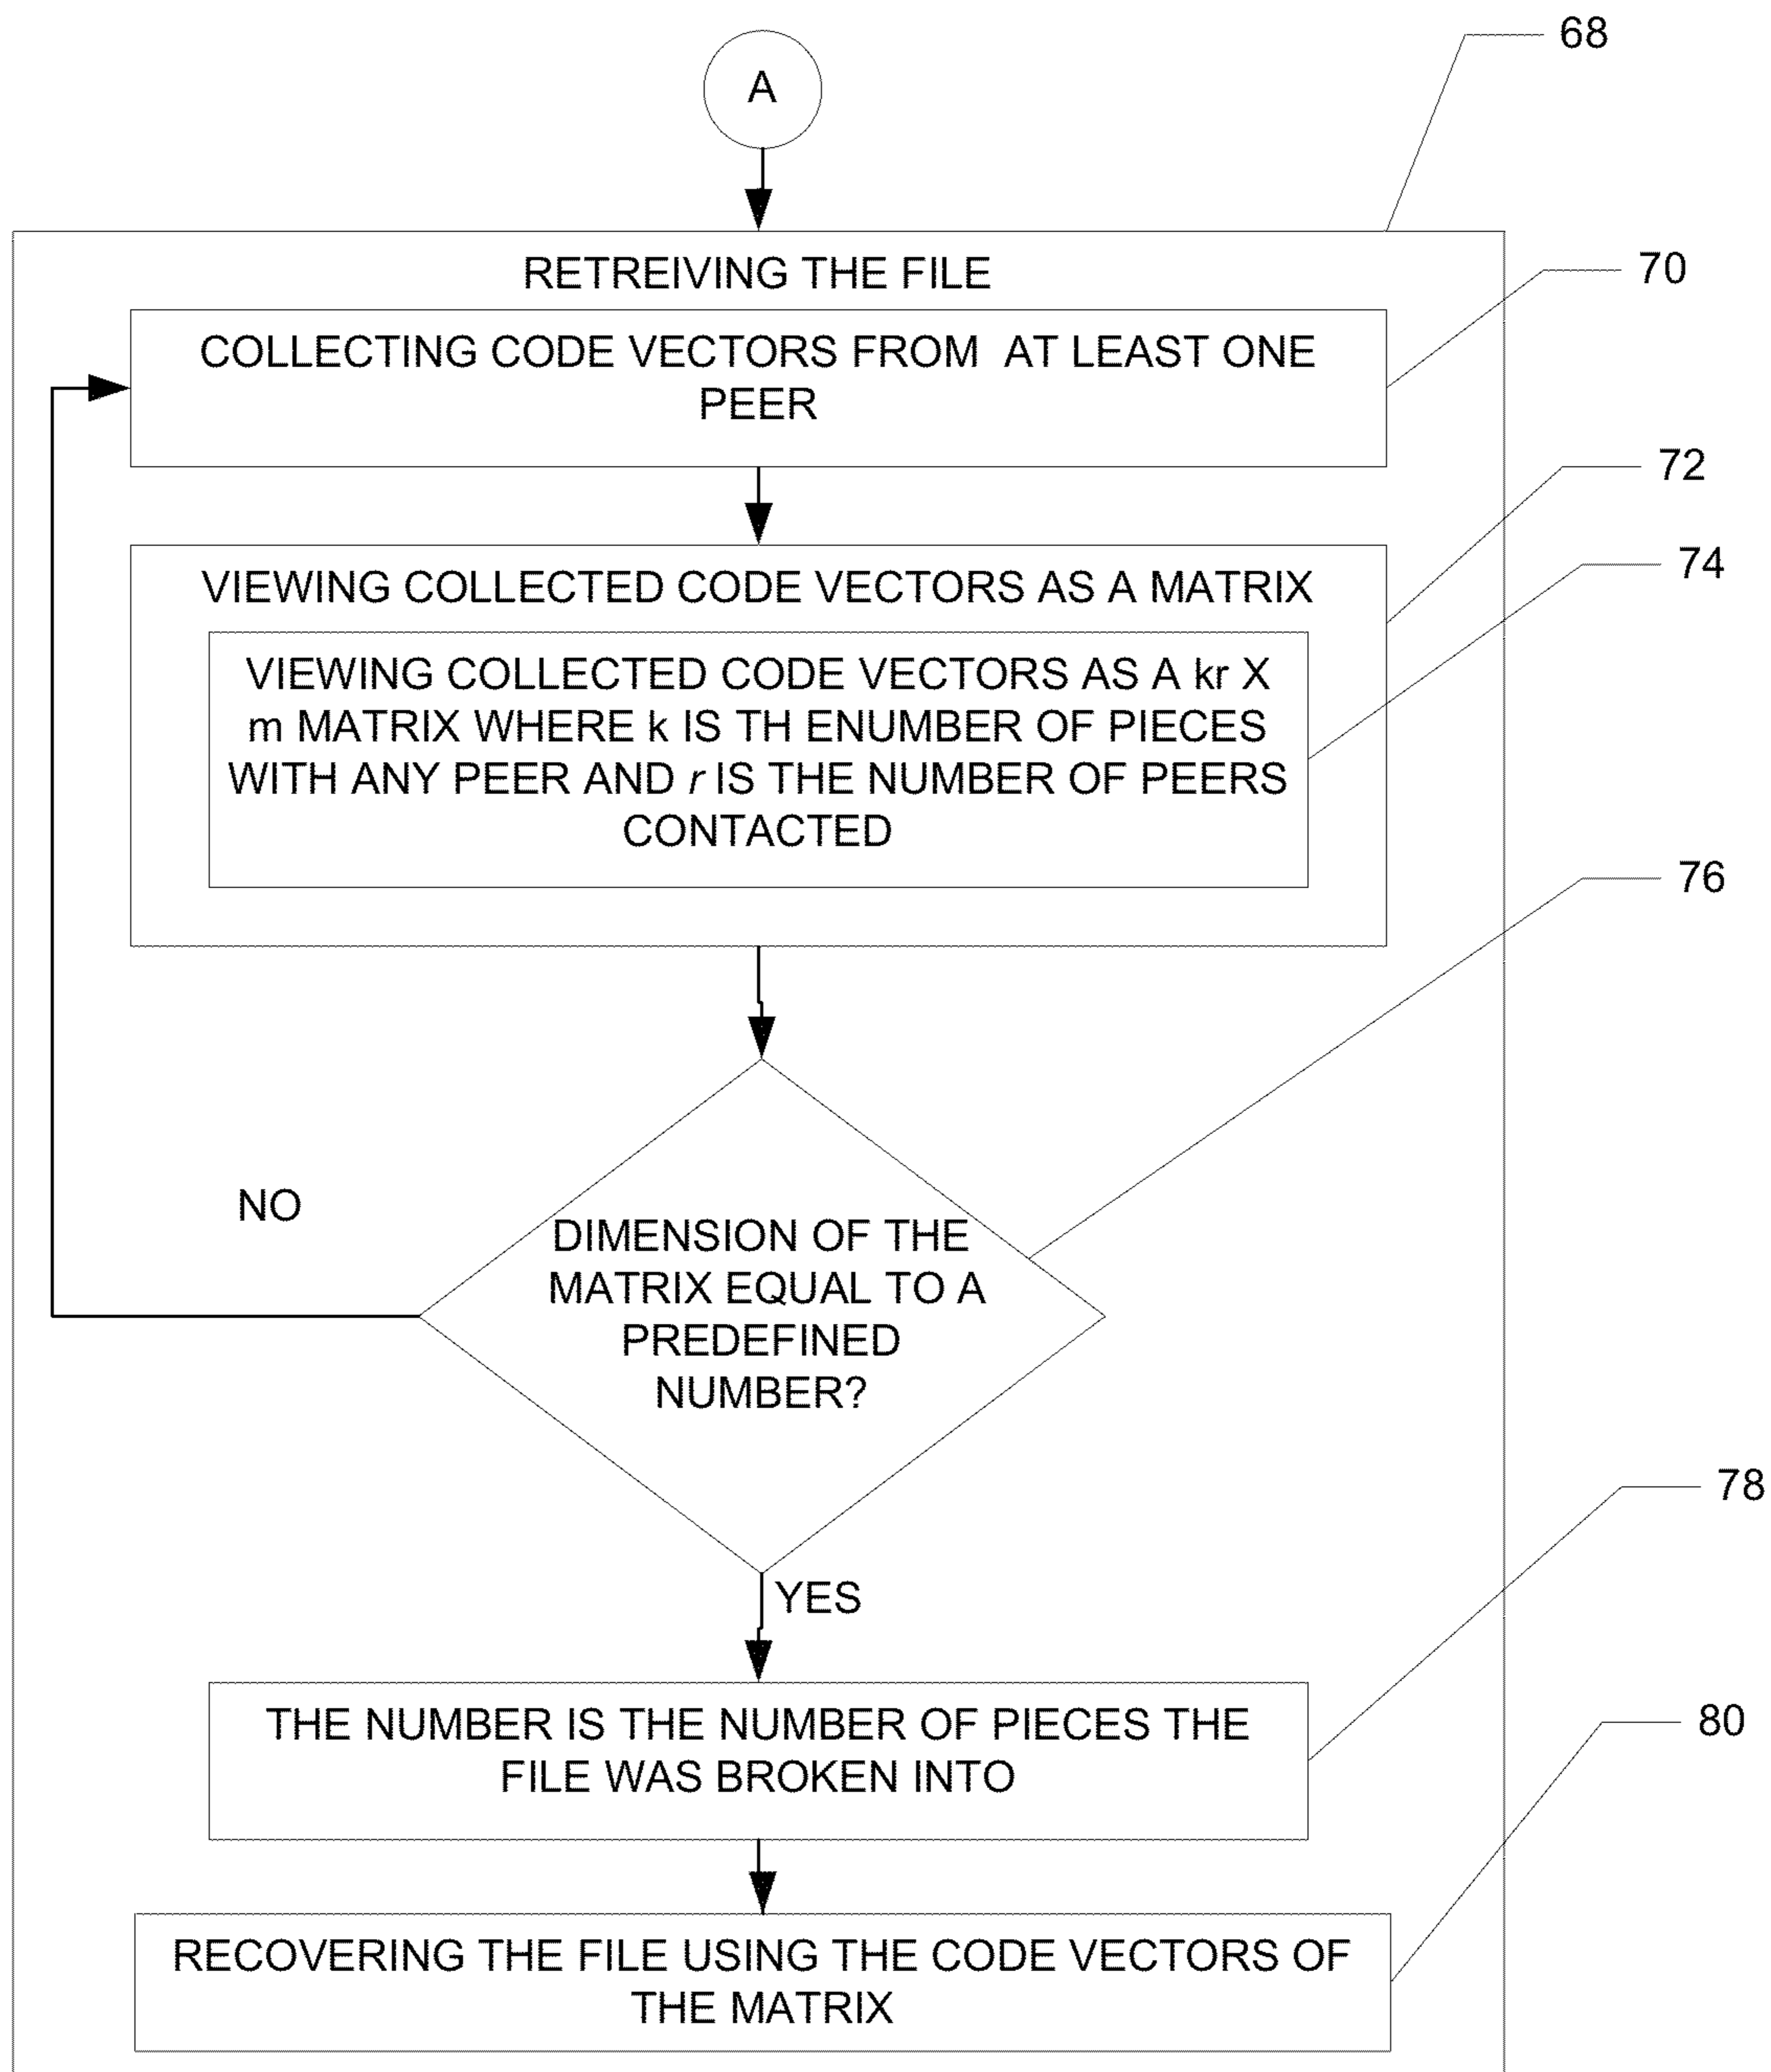 68
A
RETREIVING THE FILE
70
COLLECTING CODE VECTORS FROM AT LEAST ONE
PEER
72
VIEWING COLLECTED CODE VECTORS AS A MATRIX
74
VIEWING COLLECTED CODE VECTORS AS A kr X
m MATRIX WHERE k IS TH ENUMBER OF PIECES
WITH ANY PEER AND r IS THE NUMBER OF PEERS
CONTACTED
76
NO
DIMENSION OF THE
MATRIX EQUAL TO A
PREDEFINED
NUMBER?
78
YES
THE NUMBER IS THE NUMBER OF PIECES THE
FILE WAS BROKEN INTO
80
RECOVERING THE FILE USING THE CODE VECTORS OF
THE MATRIX